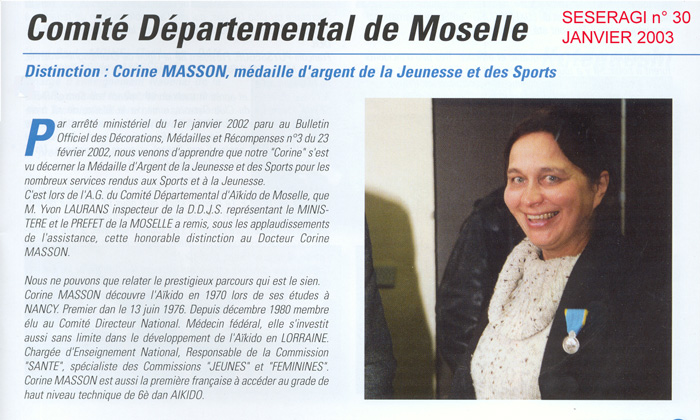 Comité Départemental de Moselle
SESERAGI n° 30
JANVIER 2003
Distinction : Corine MASSON, médaille d'argent de la Jeunesse et des Sports
Par arrêté ministériel du 1er janvier 2002 paru au Bulletin
Officiel des Décorations, Médailles et Récompenses n°3 du 23
février 2002, nous venons d'apprendre que notre "Corine" s'est
vu décerner la Médaille d'Argent de la Jeunesse et des Sports pour
les nombreux services rendus aux Sports et à la Jeunesse.
C'est lors de l'A.G. du Comité Départemental d'Aïkido de Moselle, que
M. Yvon LAURANS inspecteur de la D.D.J.S. représentant le MINIS-
TERE et le PREFET de la MOSELLE a remis, sous les applaudissements
de l'assistance, cette honorable distinction au Docteur Corine
MASSON.
Nous ne pouvons que relater le prestigieux parcours qui est le sien.
Corine MASSON découvre l'Aïkido en 1970 lors de ses études à
NANCY. Premier dan le 13 juin 1976. Depuis décembre 1980 membre
élu au Comité Directeur National. Médecin fédéral, elle s'investit
aussi sans limite dans le développement de l'Aïkido en LORRAINE.
Chargée d'Enseignement National, Responsable de la Commission
"SANTE", spécialiste des Commissions "JEUNES" et "FEMININES".
Corine MASSON est aussi la première française à accéder au grade de
haut niveau technique de 6è dan AIKIDO.